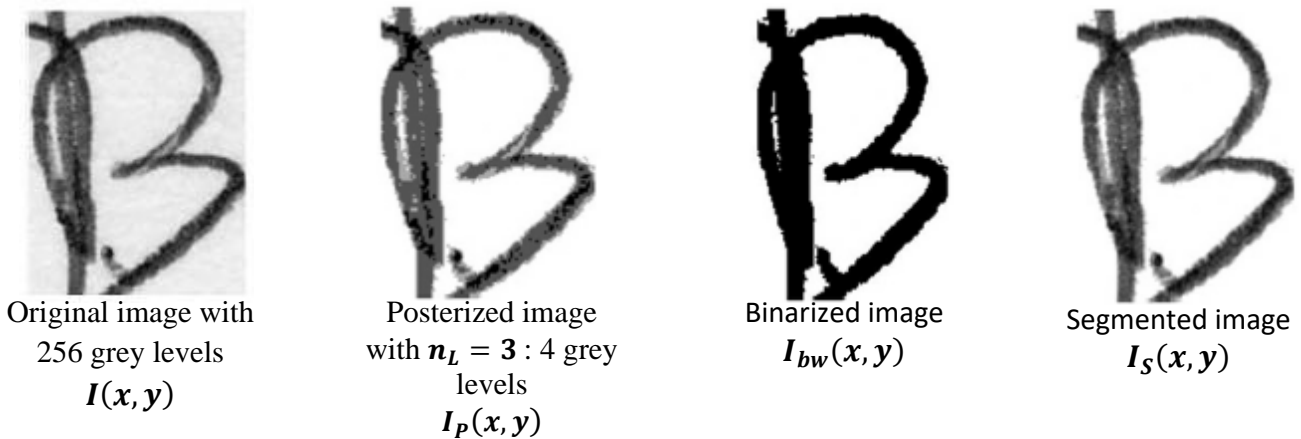 Original image with
256 grey levels
I(x, y)
Posterized image
with n_L = 3 : 4 grey
levels
I_P(x, y)
Binarized image
I_bw(x, y)
Segmented image
I_S(x, y)